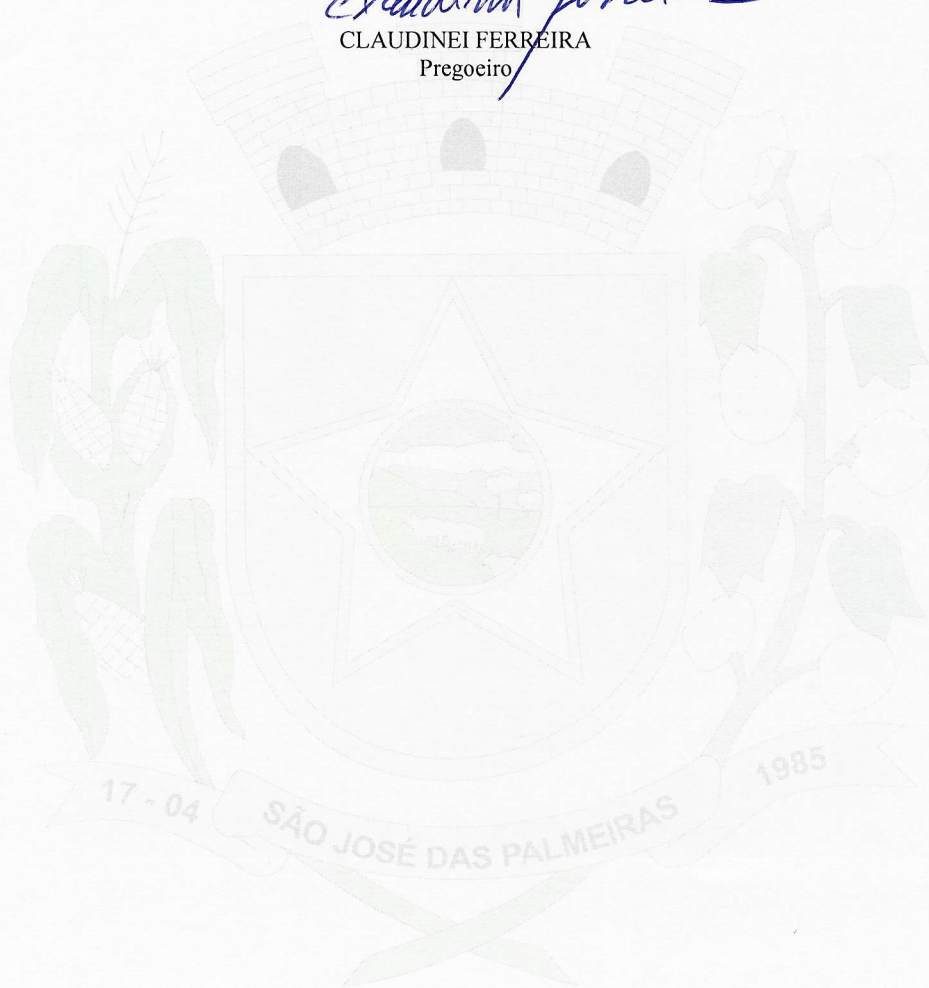 CLAUDINEI FERREIRA
Pregoeiro
17 - 04
SÃO JOSÉ DAS PALMEIRAS
1985